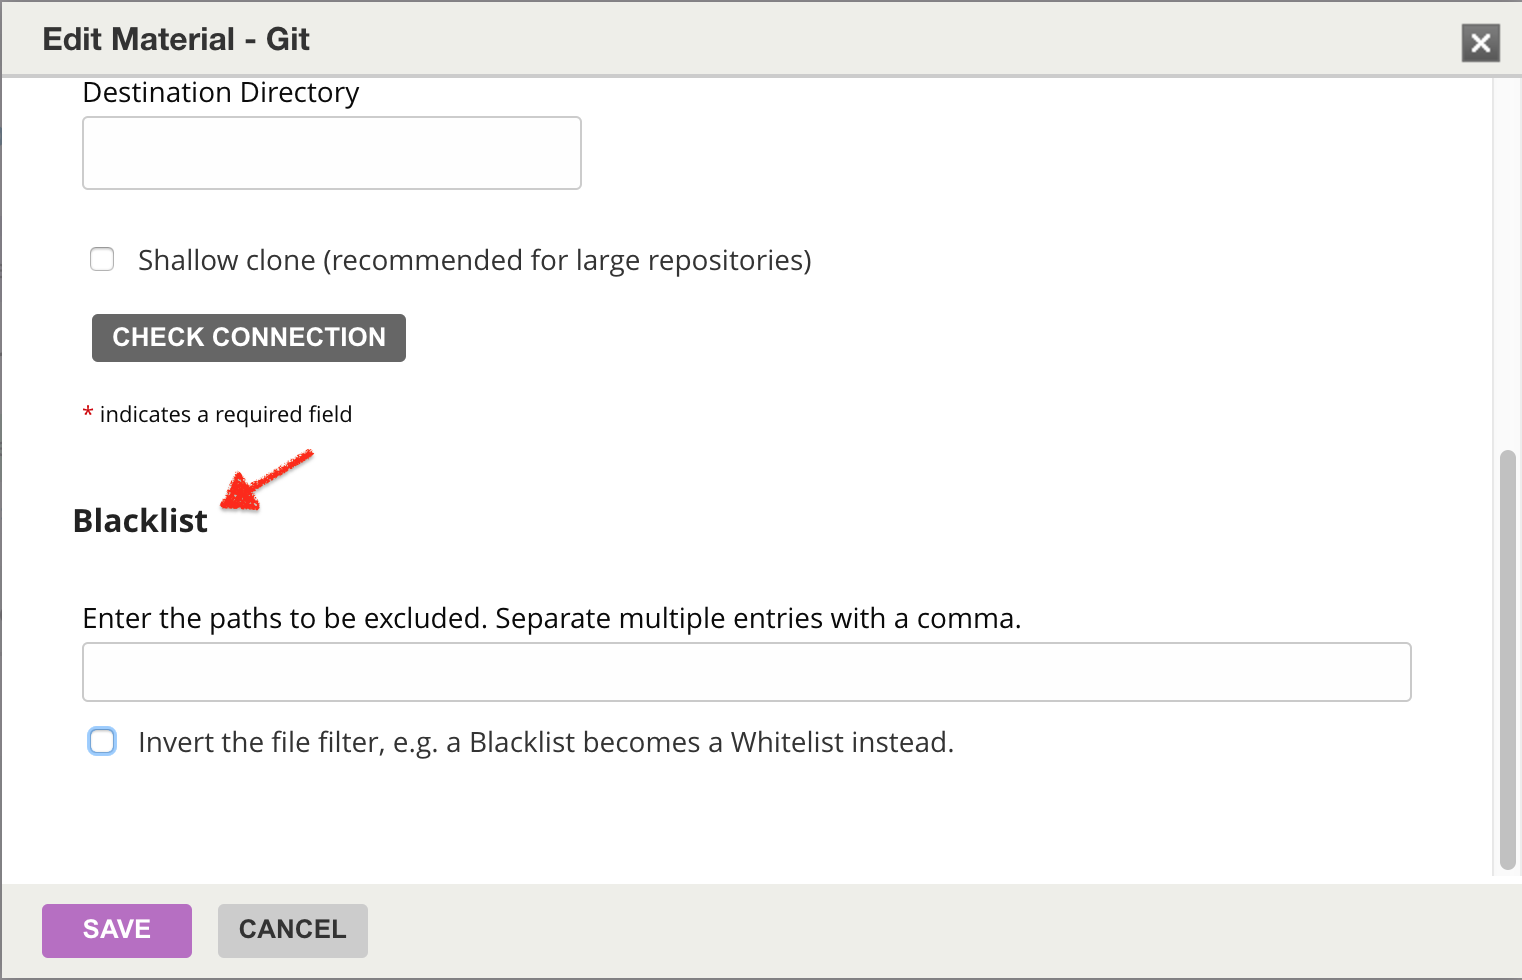 Edit Material - Git
Destination Directory
Shallow clone (recommended for large repositories)
CHECK CONNECTION
* indicates a required field
Blacklist
Enter the paths to be excluded. Separate multiple entries with a comma.
Invert the file filter, e.g. a Blacklist becomes a Whitelist instead.
SAVE CANCEL